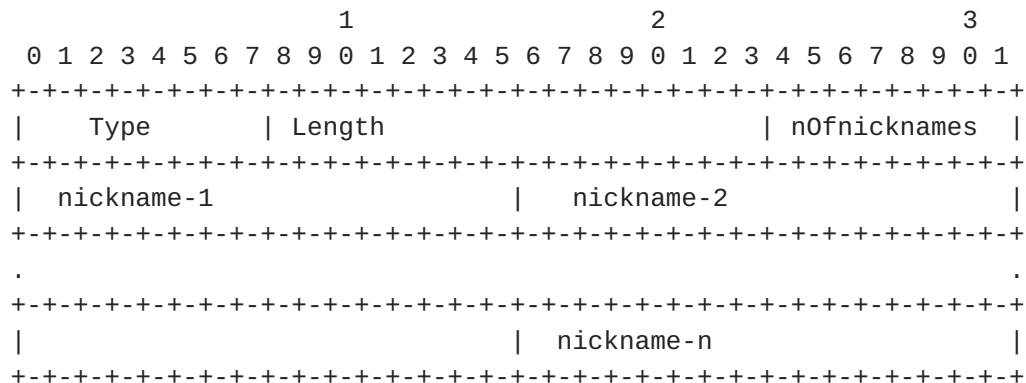 1                   2                   3
 0 1 2 3 4 5 6 7 8 9 0 1 2 3 4 5 6 7 8 9 0 1 2 3 4 5 6 7 8 9 0 1
+-+-+-+-+-+-+-+-+-+-+-+-+-+-+-+-+-+-+-+-+-+-+-+-+-+-+-+-+-+-+-+-+
|    Type       | Length                        | nOfnicknames  |
+-+-+-+-+-+-+-+-+-+-+-+-+-+-+-+-+-+-+-+-+-+-+-+-+-+-+-+-+-+-+-+-+
|  nickname-1                   |   nickname-2                  |
+-+-+-+-+-+-+-+-+-+-+-+-+-+-+-+-+-+-+-+-+-+-+-+-+-+-+-+-+-+-+-+-+
.                                                               .
+-+-+-+-+-+-+-+-+-+-+-+-+-+-+-+-+-+-+-+-+-+-+-+-+-+-+-+-+-+-+-+-+
|                               |  nickname-n                   |
+-+-+-+-+-+-+-+-+-+-+-+-+-+-+-+-+-+-+-+-+-+-+-+-+-+-+-+-+-+-+-+-+